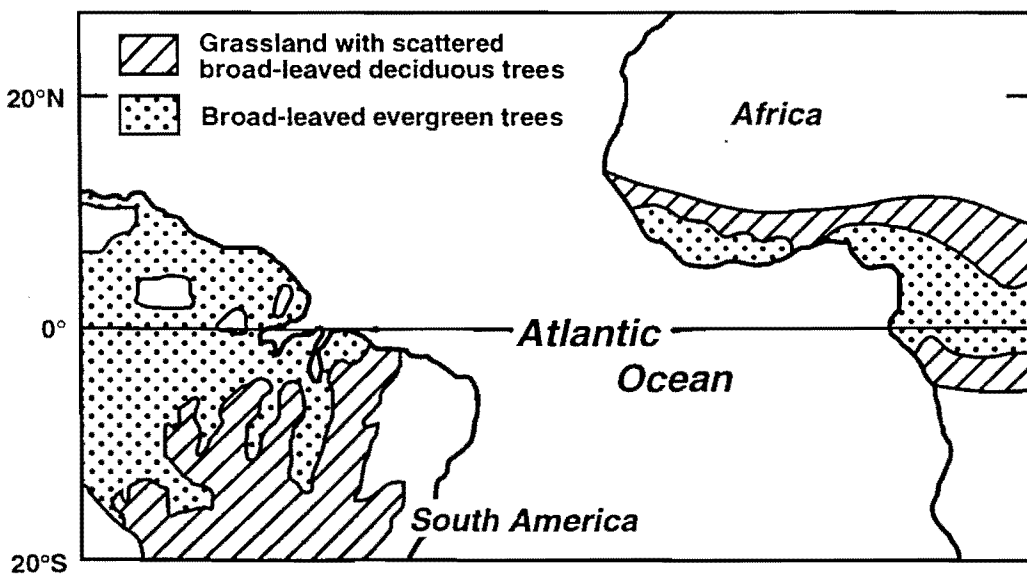 Grassland with scattered
broad-leaved deciduous trees
Broad-leaved evergreen trees
20°N
Africa
0°
Atlantic
Ocean
South America
20°S